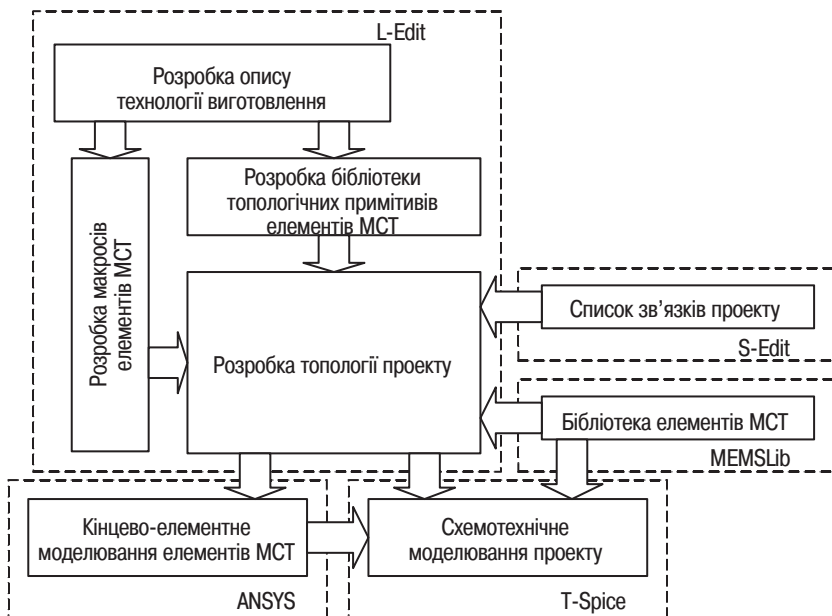 L-Edit
Розробка опису
технології виготовлення
Розробка макросів
елементів МСТ
Розробка бібліотеки
топологічних примітивів
елементів МСТ
Розробка топології проекту
Список зв’язків проекту
S-Edit
Бібліотека елементів МСТ
MEMSLib
Кінцево-елементне
моделювання елементів МСТ
ANSYS
Схемотехнічне
моделювання проекту
T-Spice